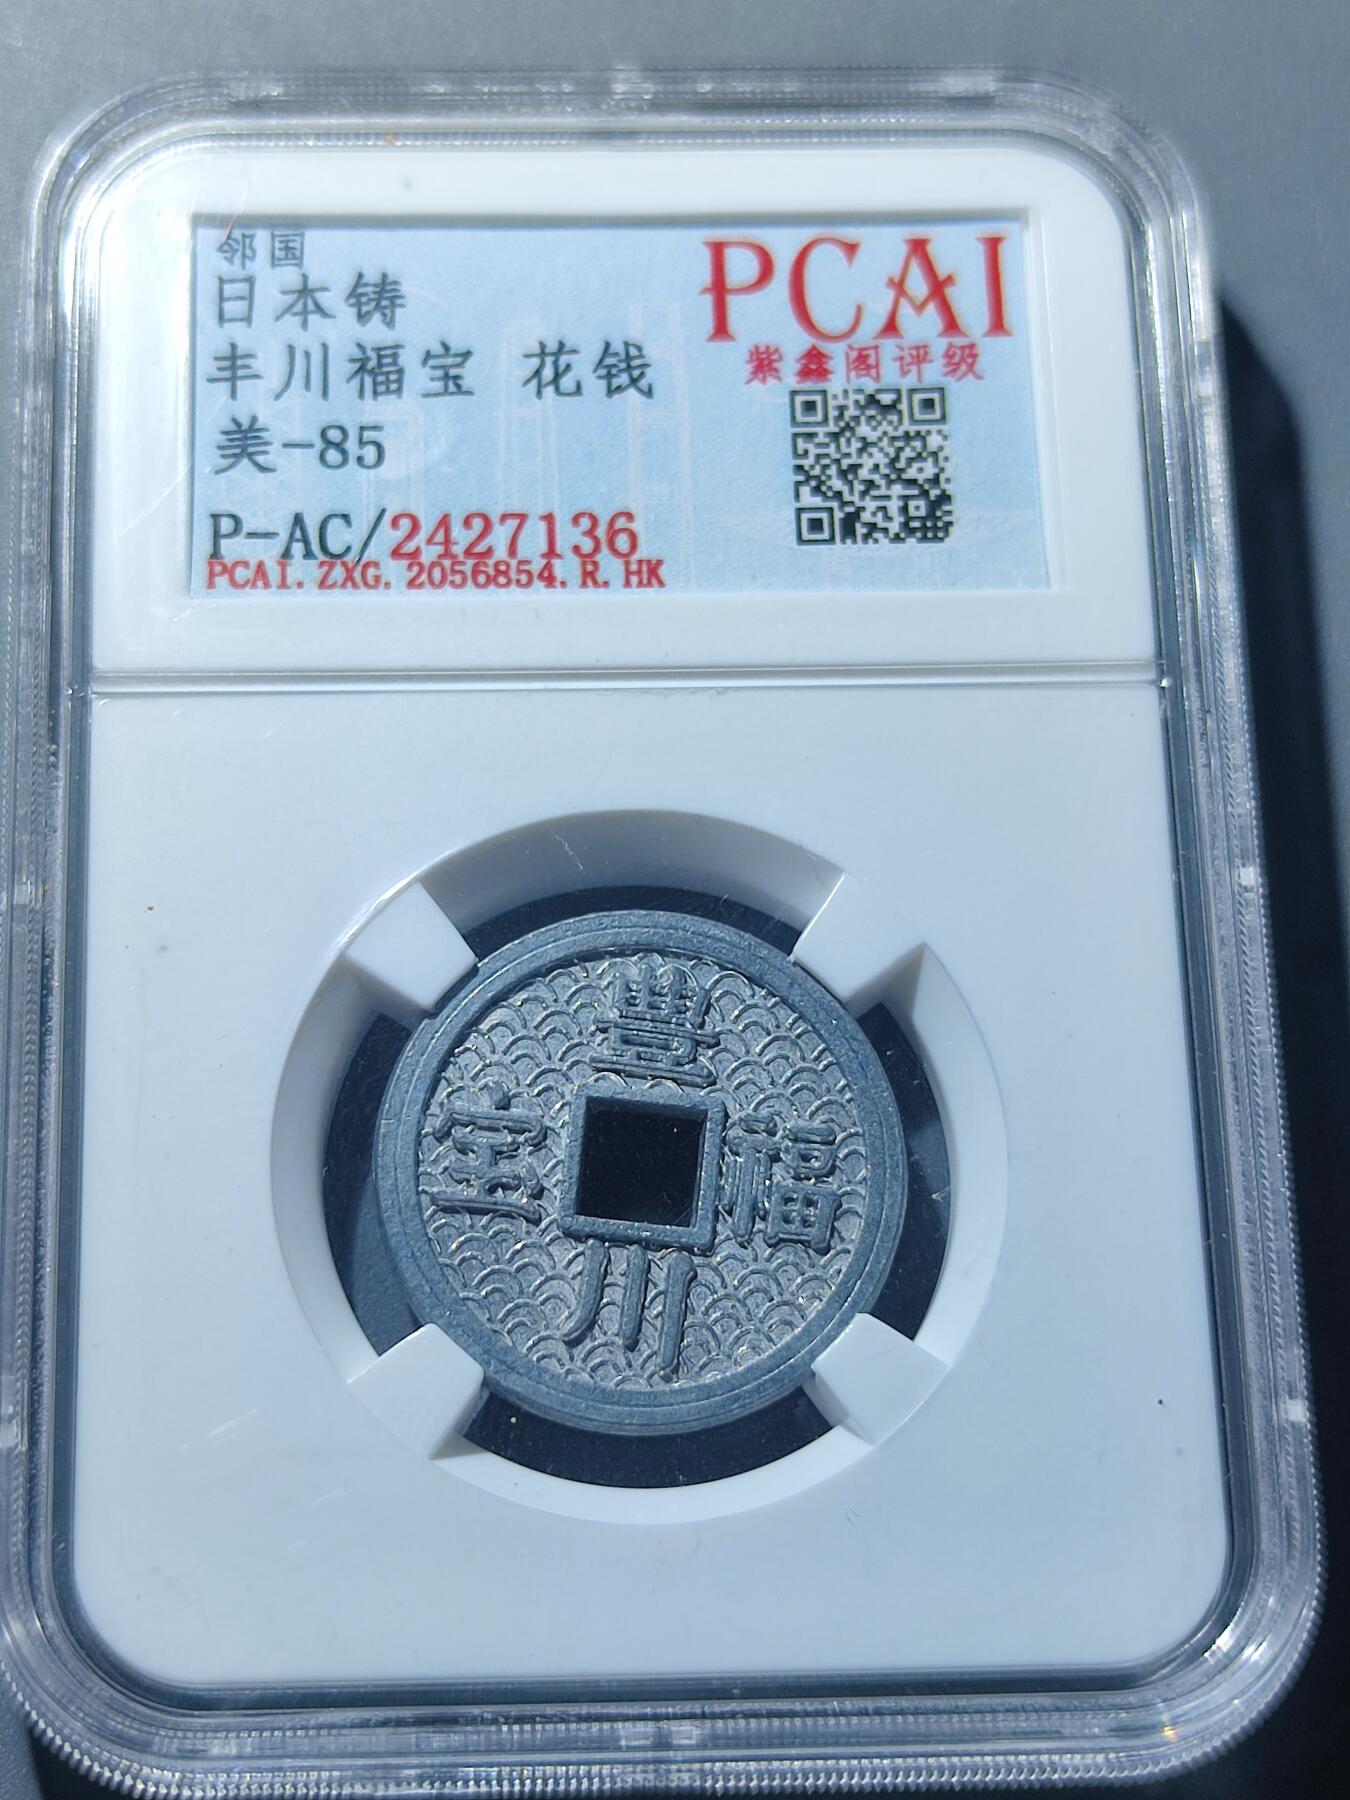 邻国
日本铸
丰川福宝 花钱
美-85
P-AC/2427136
PCAI. ZXG. 2056854. R. HK
PCAI
紫鑫阁评级
豊
福
川
宝